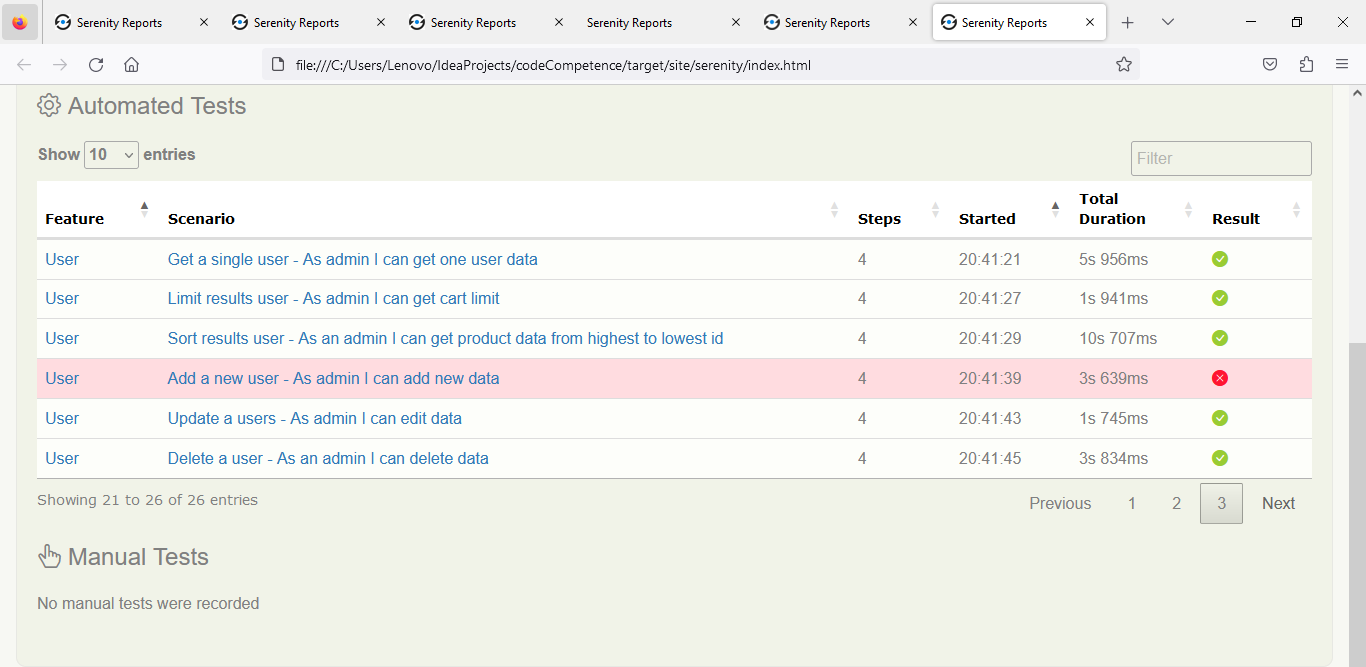 Serenity Reports Serenity Reports Serenity Reports Serenity Reports Serenity Reports Serenity Reports
file:///C:/Users/Lenovo/IdeaProjects/codeCompetence/target/site/serenity/index.html
Automated Tests
Show 10 entries Filter
Feature Scenario Steps Started Total Duration Result
User Get a single user - As admin I can get one user data 4 20:41:21 5s 956ms
User Limit results user - As admin I can get cart limit 4 20:41:27 1s 941ms
User Sort results user - As an admin I can get product data from highest to lowest id 4 20:41:29 10s 707ms
User Add a new user - As admin I can add new data 4 20:41:39 3s 639ms
User Update a users - As admin I can edit data 4 20:41:43 1s 745ms
User Delete a user - As an admin I can delete data 4 20:41:45 3s 834ms
Showing 21 to 26 of 26 entries Previous 1 2 3 Next
Manual Tests
No manual tests were recorded